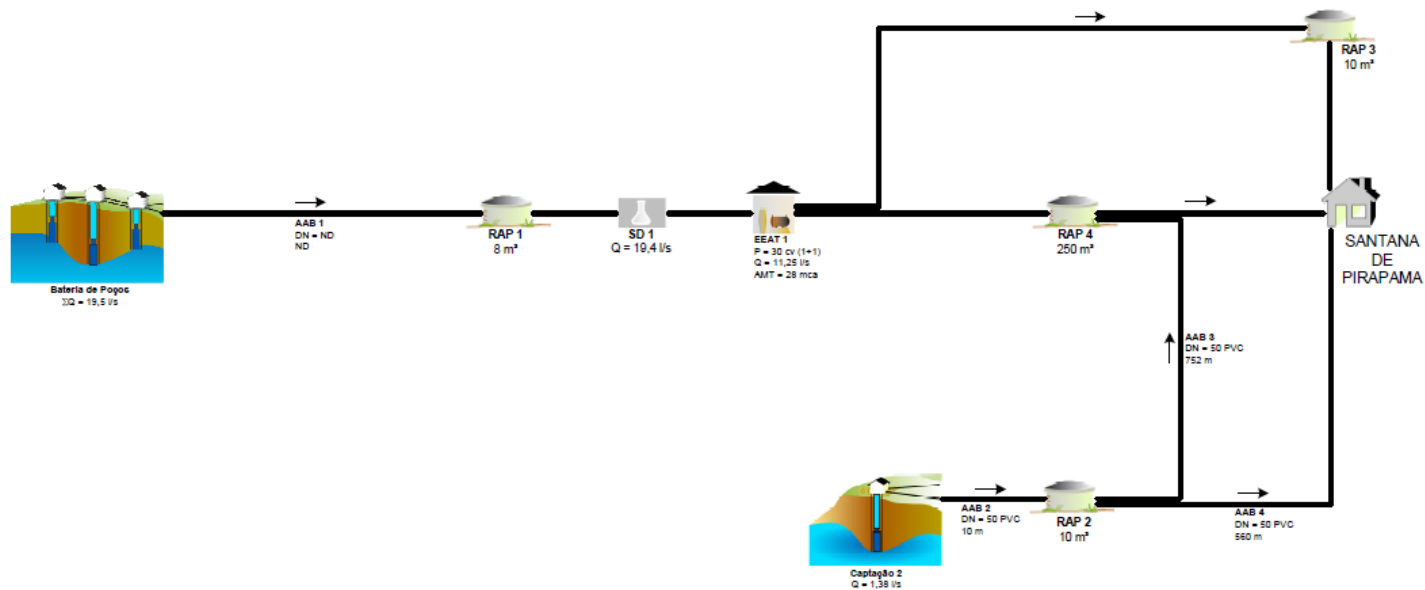 RAP 3
10 m³
AAB 1
DN = ND
ND
RAP 1
8 m³
SD 1
Q = 19,4 l/s
EEAT 1
P = 30 cv (1+1)
Q = 11,25 l/s
AMT = 28 mca
RAP 4
250 m³
SANTANA
DE
PIRAPAMA
Bateria de Poços
ΣQ = 19,5 l/s
AAB 3
DN = 50 PVC
752 m
AAB 2
DN = 50 PVC
10 m
RAP 2
10 m³
AAB 4
DN = 50 PVC
560 m
Captação 2
Q = 1,38 l/s